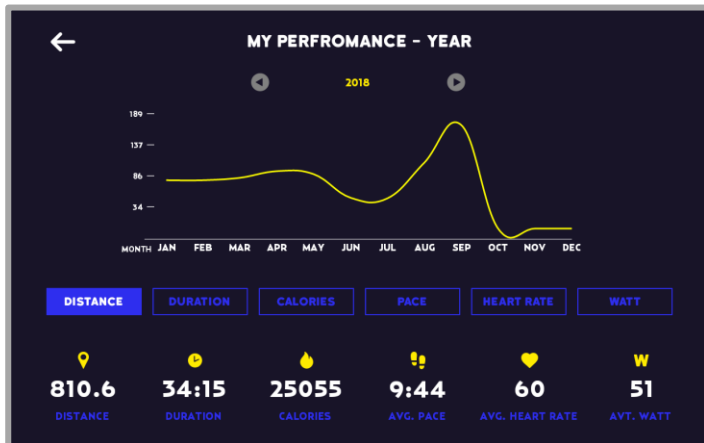 MY PERFROMANCE - YEAR
2018
189
137
86
34
MONTH JAN FEB MAR APR MAY JUN JUL AUG SEP OCT NOV DEC
DISTANCE DURATION CALORIES PACE HEART RATE WATT
W
810.6 34:15 25055 9:44 60 51
DISTANCE DURATION CALORIES AVG. PACE AVG. HEART RATE AVT. WATT